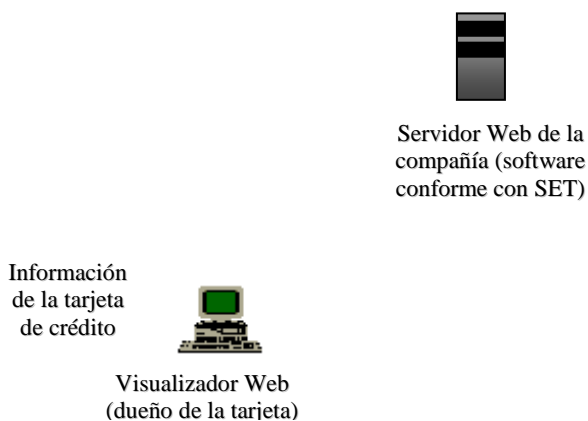 Servidor Web de la
compañía (software
conforme con SET)
Información
de la tarjeta
de crédito
Visualizador Web
(dueño de la tarjeta)